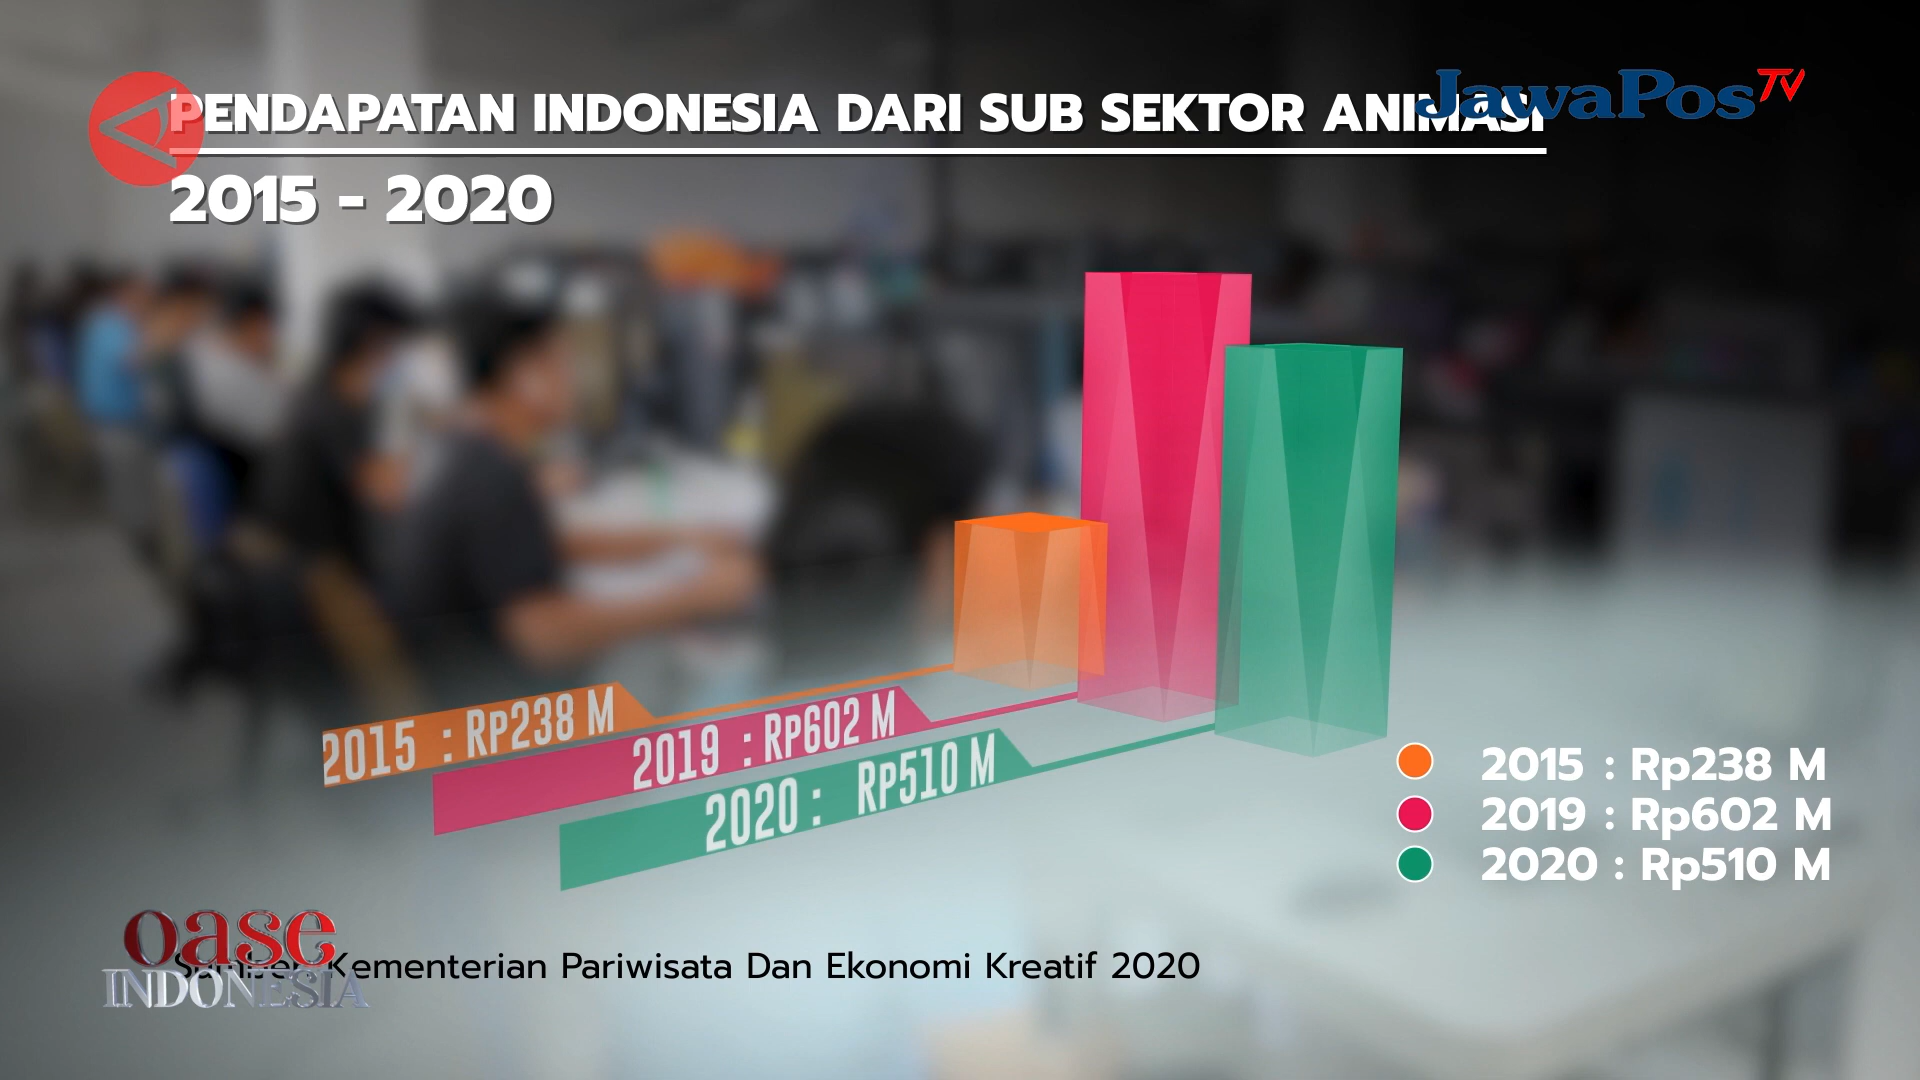 PENDAPATAN INDONESIA DARI SUB SEKTOR ANIMASI
JawaPos TV
2015 - 2020
2015 : Rp238 M
2019 : Rp602 M
2020 : Rp510 M
2015 : Rp238 M
2019 : Rp602 M
2020 : Rp510 M
oase
INDONESIA
Sumber: Kementerian Pariwisata Dan Ekonomi Kreatif 2020